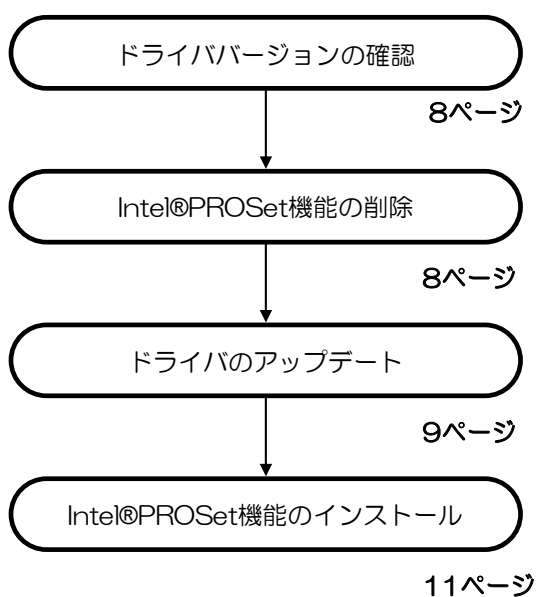 ドライババージョンの確認
8ページ
Intel®PROSet機能の削除
8ページ
ドライバのアップデート
9ページ
Intel®PROSet機能のインストール
11ページ